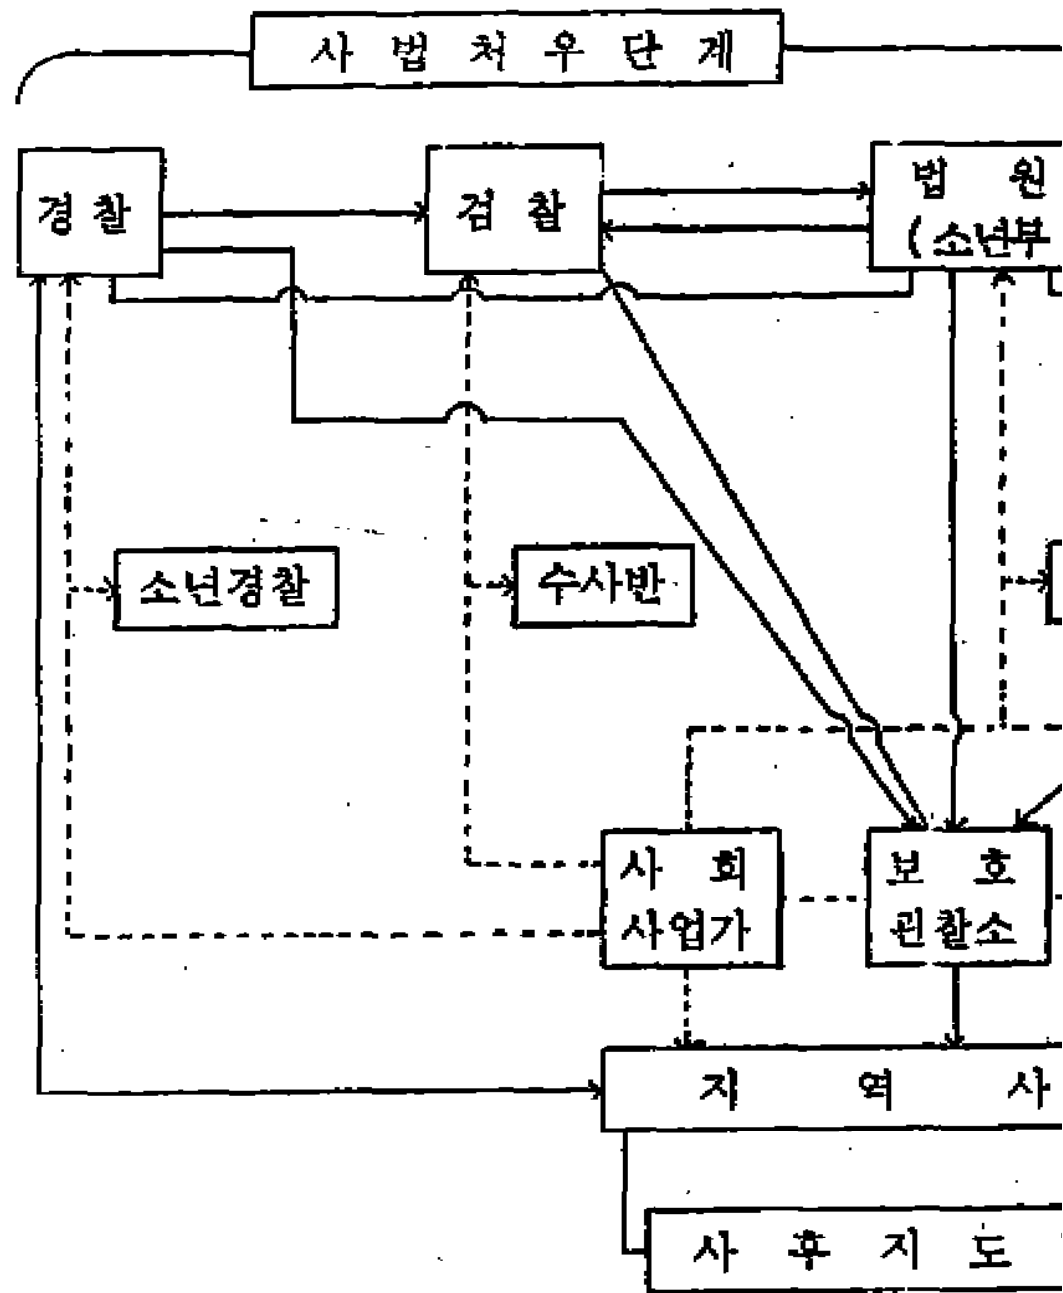 사 법 처 우 단 계
경 찰
검 찰
법 원
(소년부
소년경찰
수사반
사 회
사업가
보 호
관찰소
지 역 사
사 후 지 도